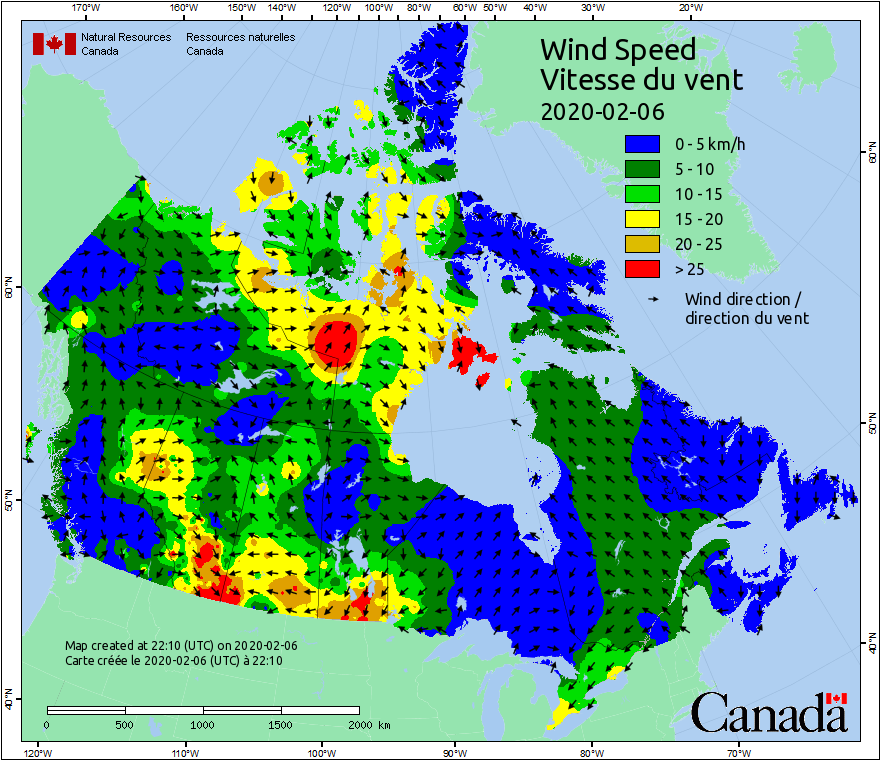 170°W 160°W 150°W 140°W 120°W 100°W 80°W 60°W 50°W 40°W 30°W 20°W
Natural Resources Ressources naturelles
Canada Canada
Wind Speed
Vitesse du vent
2020-02-06
0 - 5 km/h
5 - 10
10 - 15
15 - 20
20 - 25
> 25
Wind direction /
direction du vent
60°N
60°N
50°N
50°N
40°N
40°N
Map created at 22:10 (UTC) on 2020-02-06
Carte créée le 2020-02-06 (UTC) à 22:10
0 500 1000 1500 2000 km
Canada
120°W 110°W 100°W 90°W 80°W 70°W